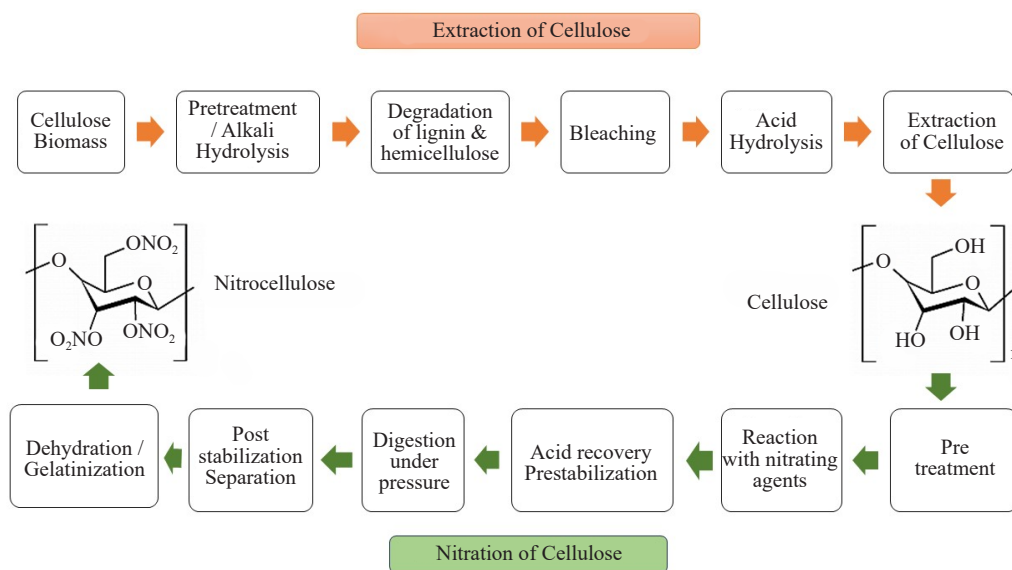 Extraction of Cellulose
Cellulose
Biomass
Pretreatment
/ Alkali
Hydrolysis
Degradation
of lignin &
hemicellulose
Bleaching
Acid
Hydrolysis
Extraction
of Cellulose
ONO₂
O
O
O₂NO
ONO₂
Nitrocellulose
Cellulose
OH
O
O
HO
OH
Dehydration /
Gelatinization
Post
stabilization
Separation
Digestion
under
pressure
Acid recovery
Prestabilization
Reaction
with nitrating
agents
Pre
treatment
Nitration of Cellulose